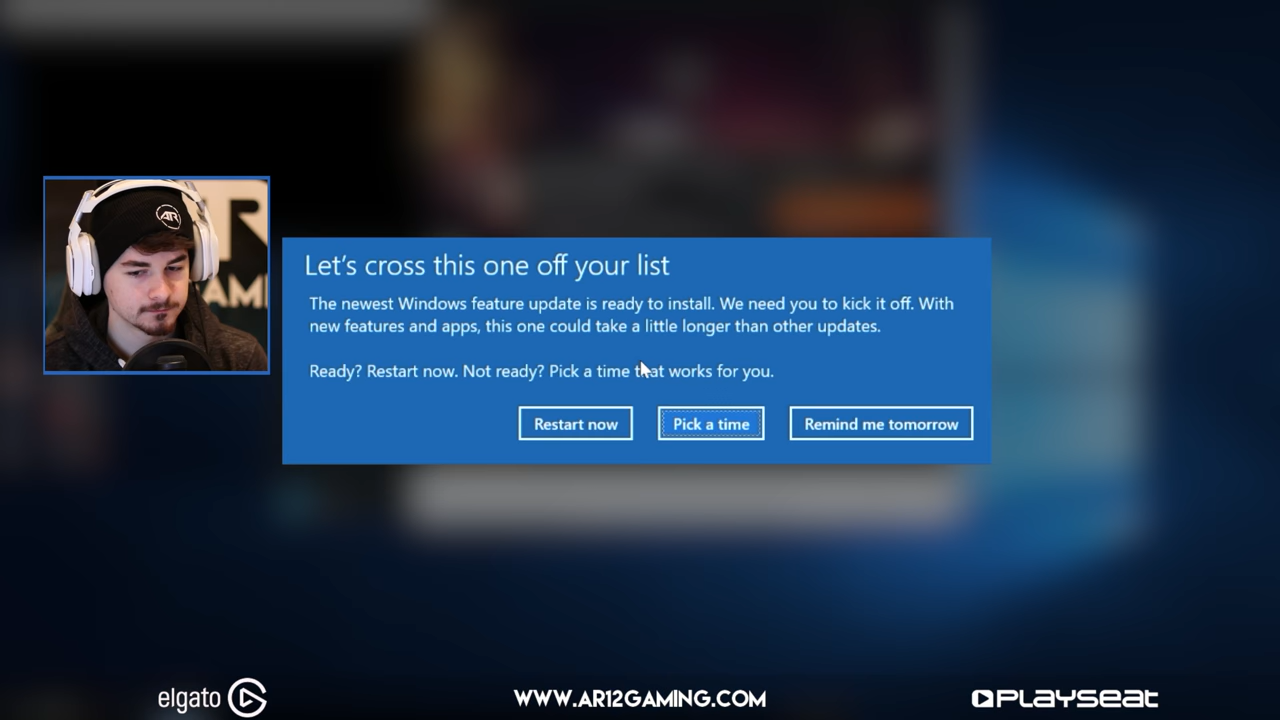 Let's cross this one off your list
The newest Windows feature update is ready to install. We need you to kick it off. With
new features and apps, this one could take a little longer than other updates.
Ready? Restart now. Not ready? Pick a time that works for you.
Restart now
Pick a time
Remind me tomorrow
AR
elgato
WWW.AR12GAMING.COM
PLAYSEAT